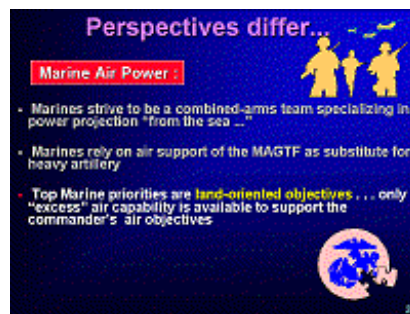 Perspectives differ...
Marine Air Power :
- Marines strive to be a combined-arms team specializing in
power projection "from the sea ..."
- Marines rely on air support of the MAGTF as substitute for
heavy artillery
- Top Marine priorities are land-oriented objectives . . . only
"excess" air capability is available to support the
commander's air objectives